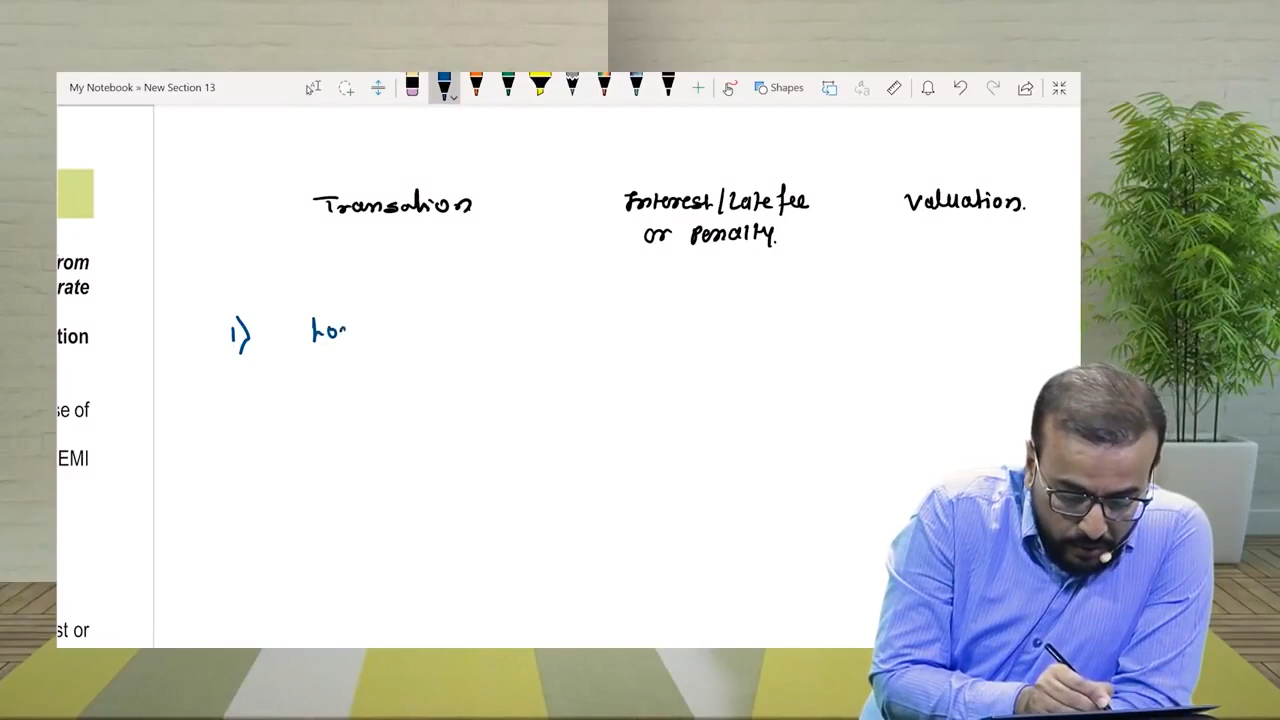 My Notebook » New Section 13
Shapes
Transation
Interest/Late fee
or Penalty.
Valuation.
rom
rate
tion
se of
EMI
st or
1) Loa